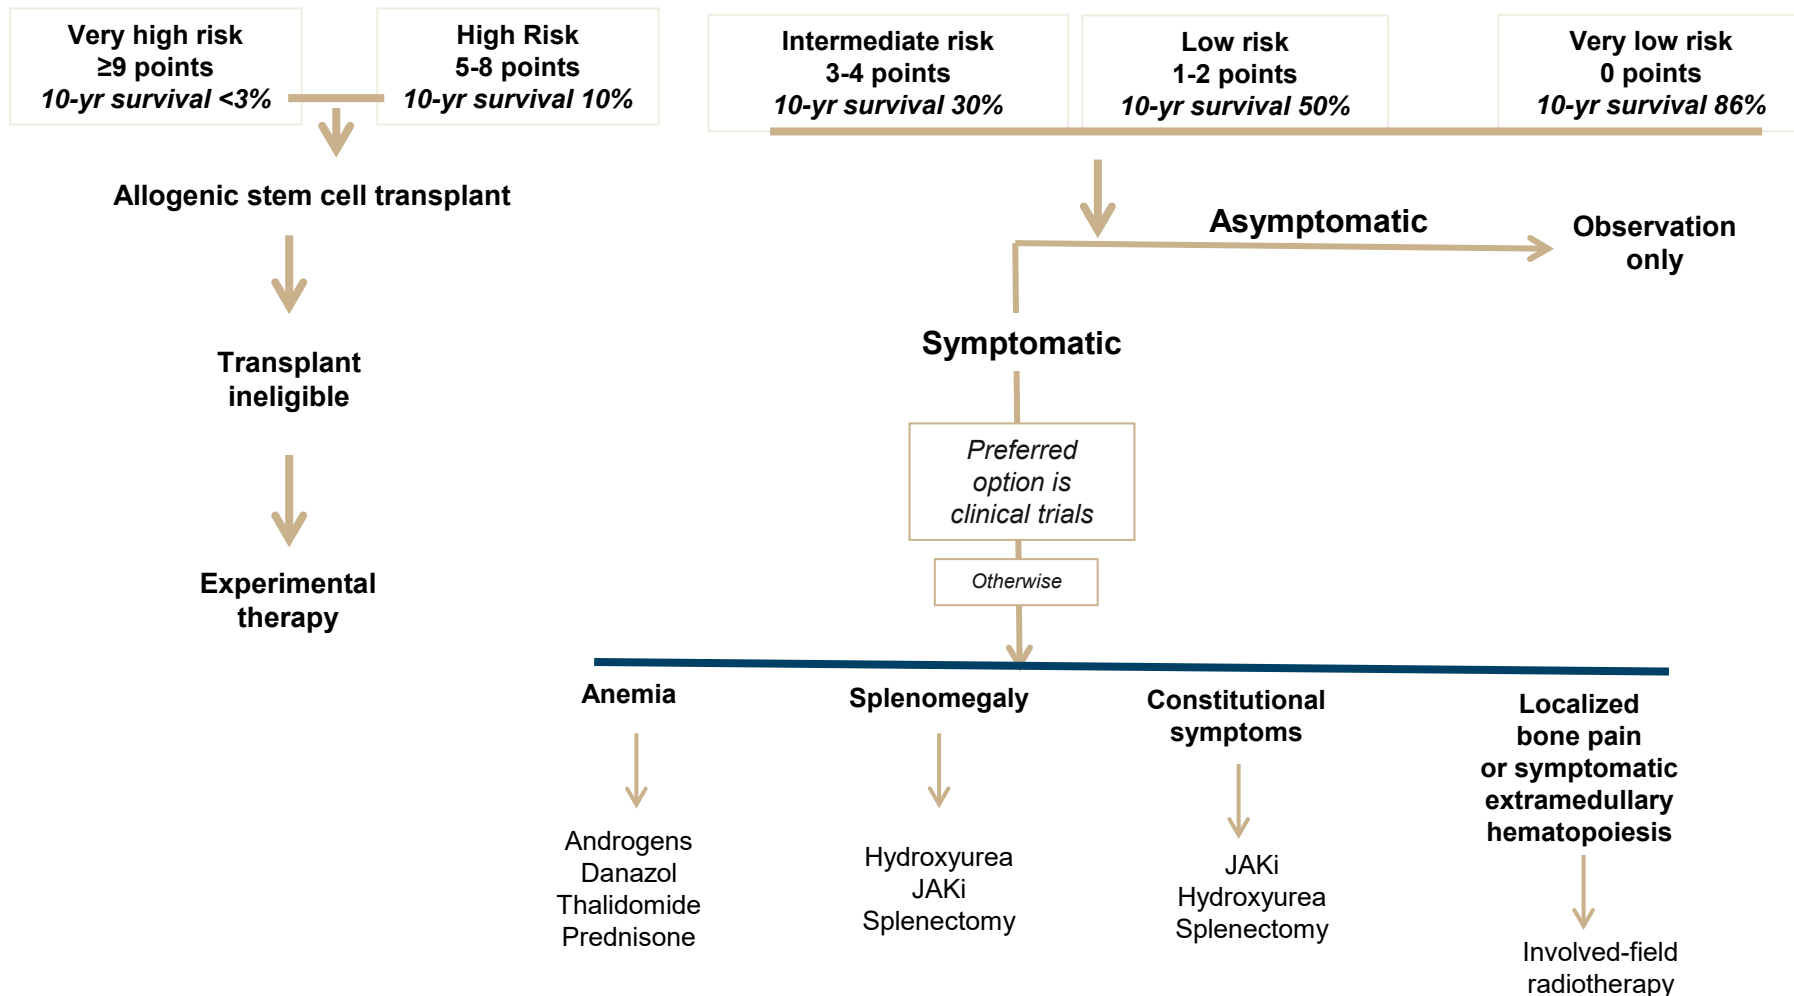 Very high risk
≥9 points
10-yr survival <3%
High Risk
5-8 points
10-yr survival 10%
Intermediate risk
3-4 points
10-yr survival 30%
Low risk
1-2 points
10-yr survival 50%
Very low risk
0 points
10-yr survival 86%
Allogenic stem cell transplant
Transplant
ineligible
Experimental
therapy
Asymptomatic
Observation
only
Symptomatic
Preferred
option is
clinical trials
Otherwise
Anemia
Androgens
Danazol
Thalidomide
Prednisone
Splenomegaly
Hydroxyurea
JAKi
Splenectomy
Constitutional
symptoms
JAKi
Hydroxyurea
Splenectomy
Localized
bone pain
or symptomatic
extramedullary
hematopoiesis
Involved-field
radiotherapy